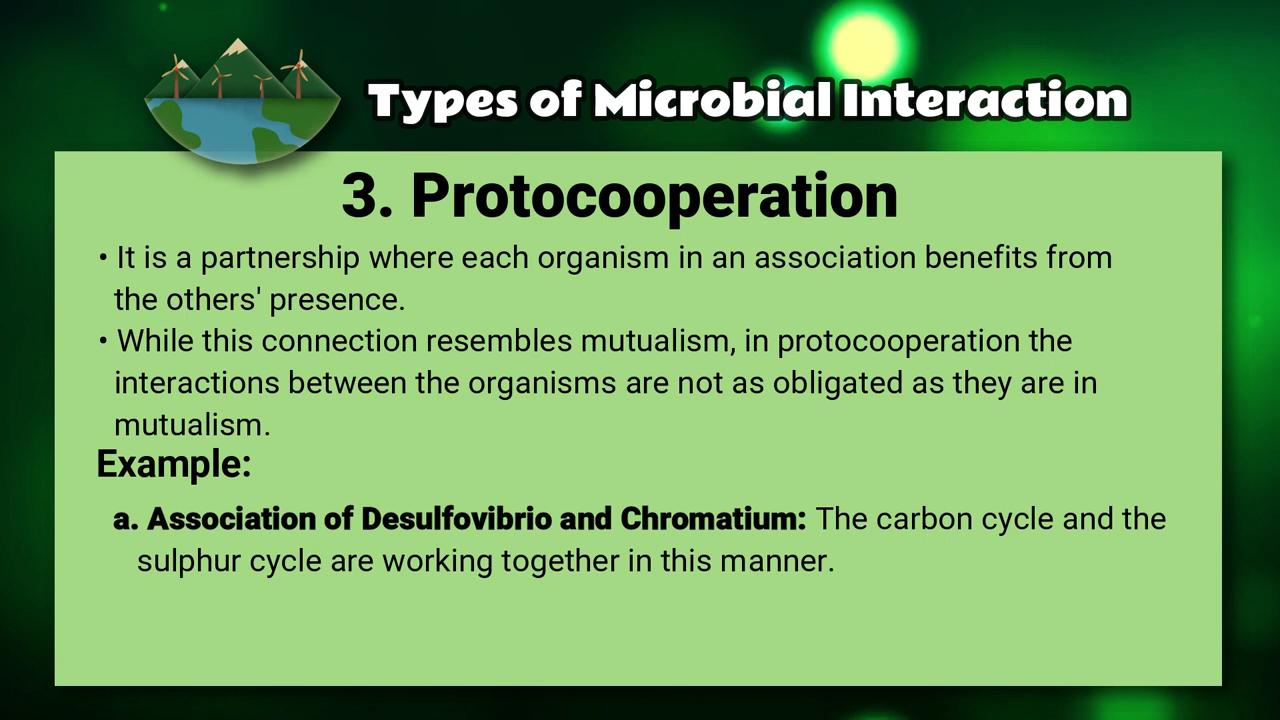 Types of Microbial Interaction
3. Protocooperation
• It is a partnership where each organism in an association benefits from
the others' presence.
• While this connection resembles mutualism, in protocooperation the
interactions between the organisms are not as obligated as they are in
mutualism.
Example:
a. Association of Desulfovibrio and Chromatium: The carbon cycle and the
sulphur cycle are working together in this manner.